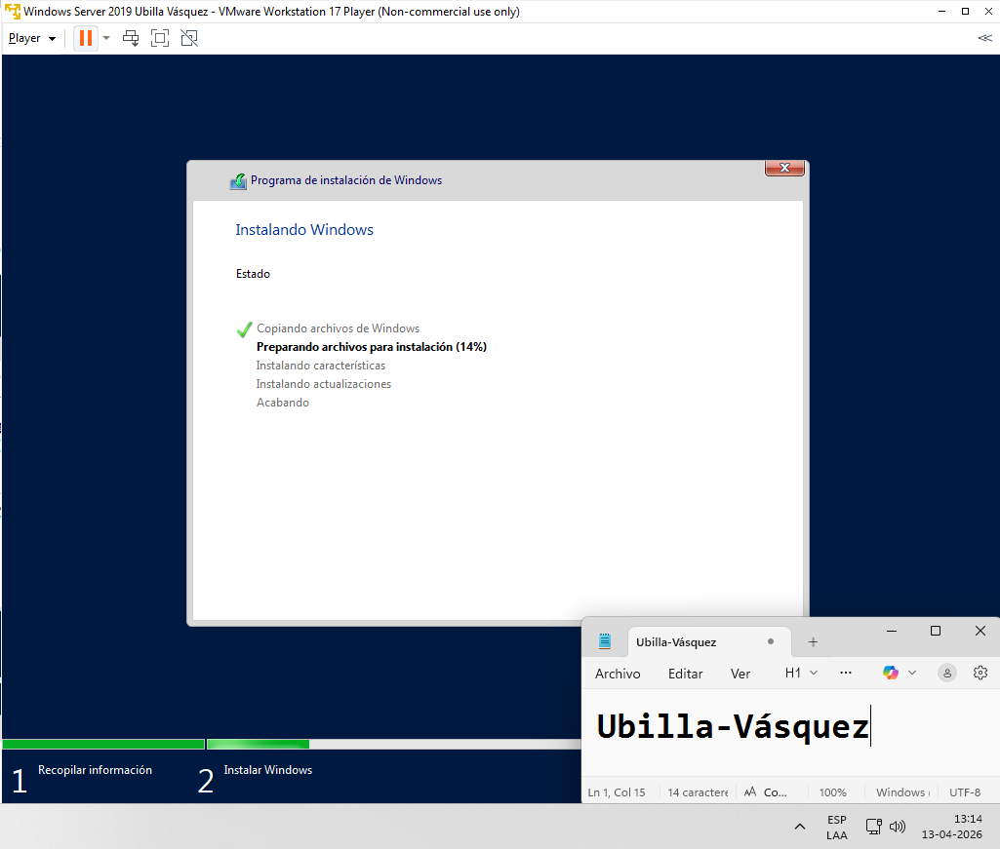 Windows Server 2019 Ubilla Vásquez - VMware Workstation 17 Player (Non-commercial use only)
Player
Programa de instalación de Windows
Instalando Windows
Estado
Copiando archivos de Windows
Preparando archivos para instalación (14%)
Instalando características
Instalando actualizaciones
Acabando
Ubilla-Vásquez
Archivo Editar Ver H1
Ubilla-Vásquez
1 Recopilar información 2 Instalar Windows
Ln 1, Col 15 14 caractere Co... 100% Windows UTF-8
ESP 13:14
LAA 13-04-2026